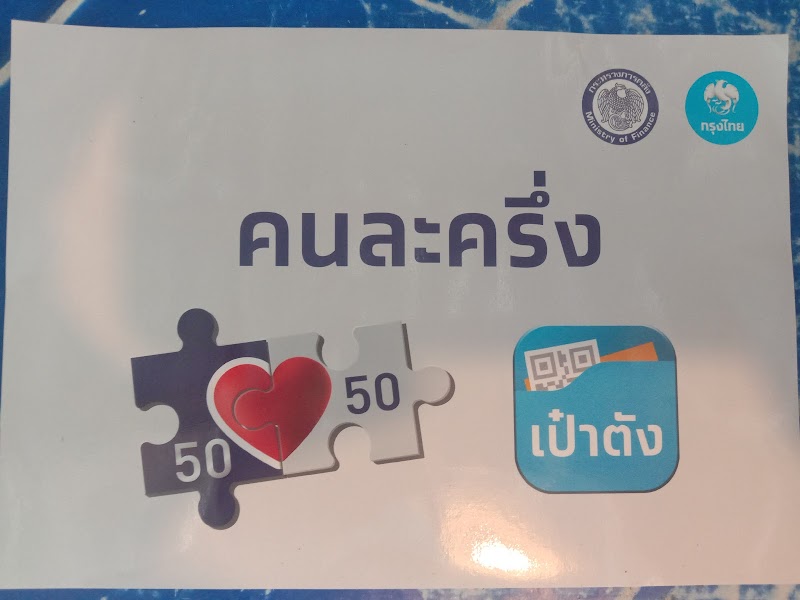 กระทรวงการคลัง
Ministry of Finance
กรุงไทย
คนละครึ่ง
50
50
เป๋าตัง